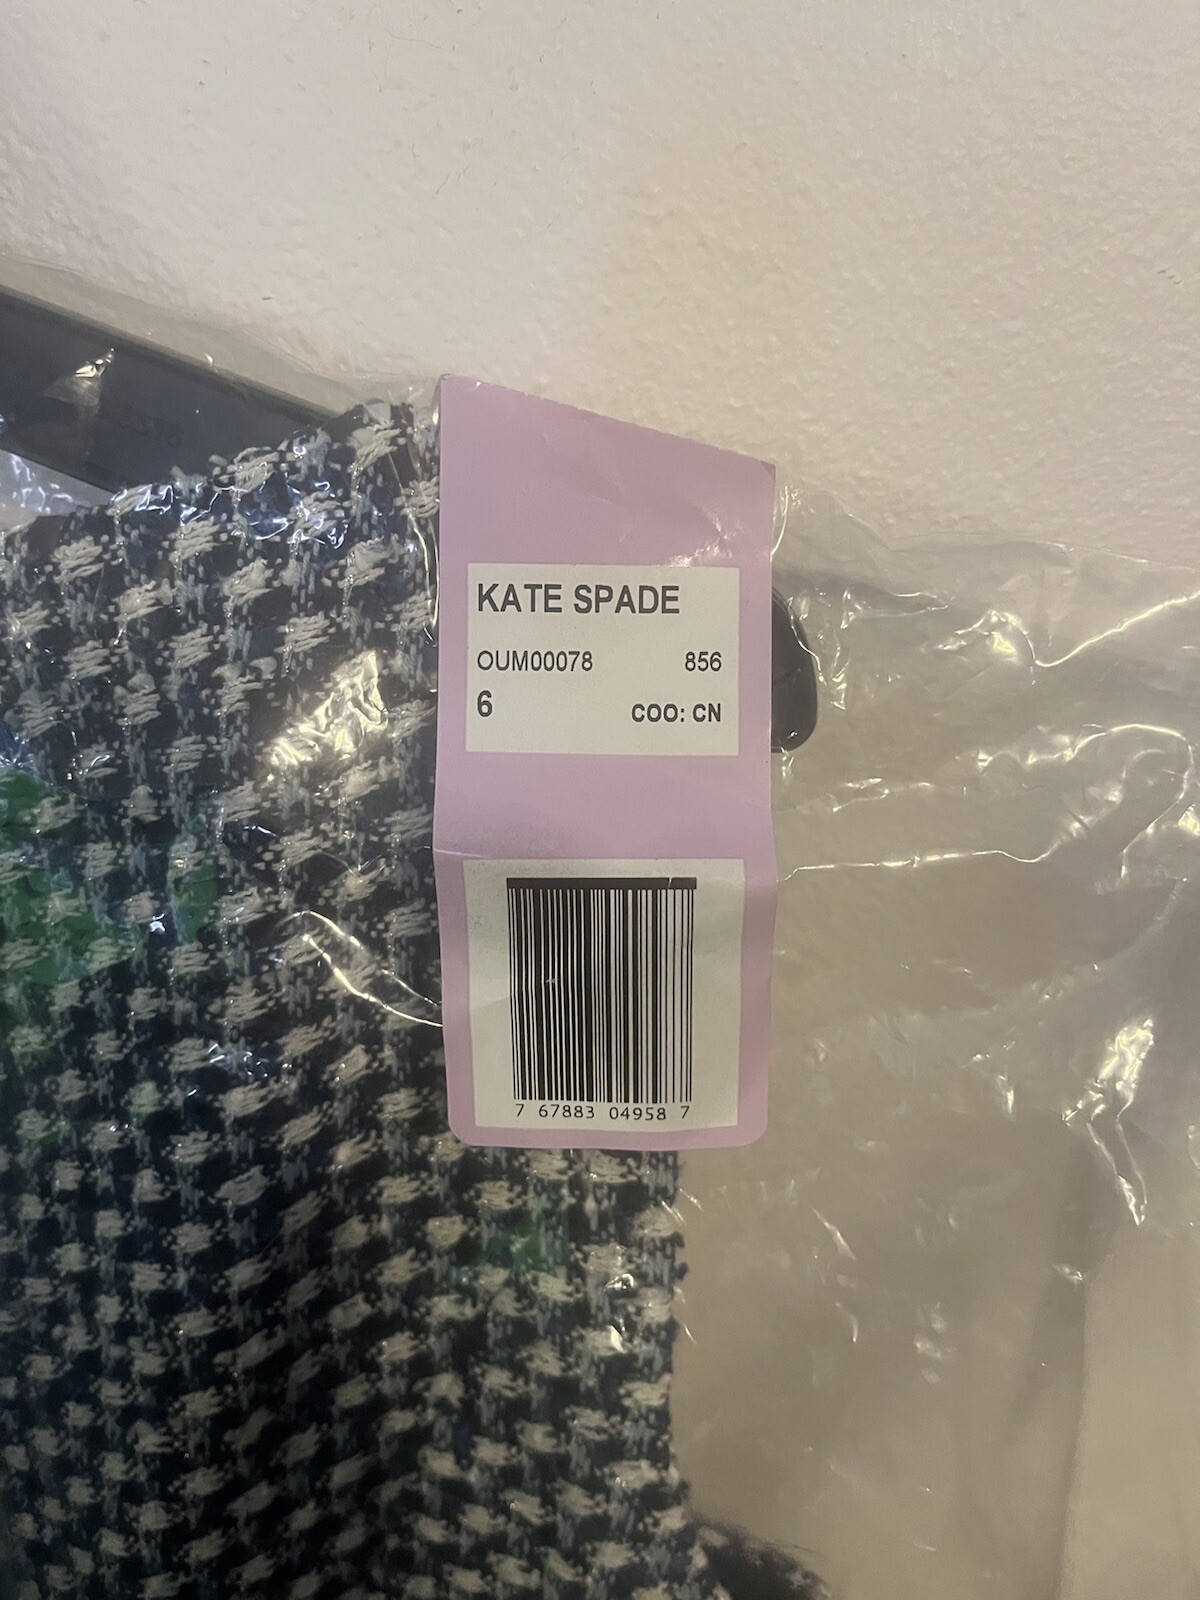 KATE SPADE
OUM00078 856
6 COO: CN
7 67883 04958 7